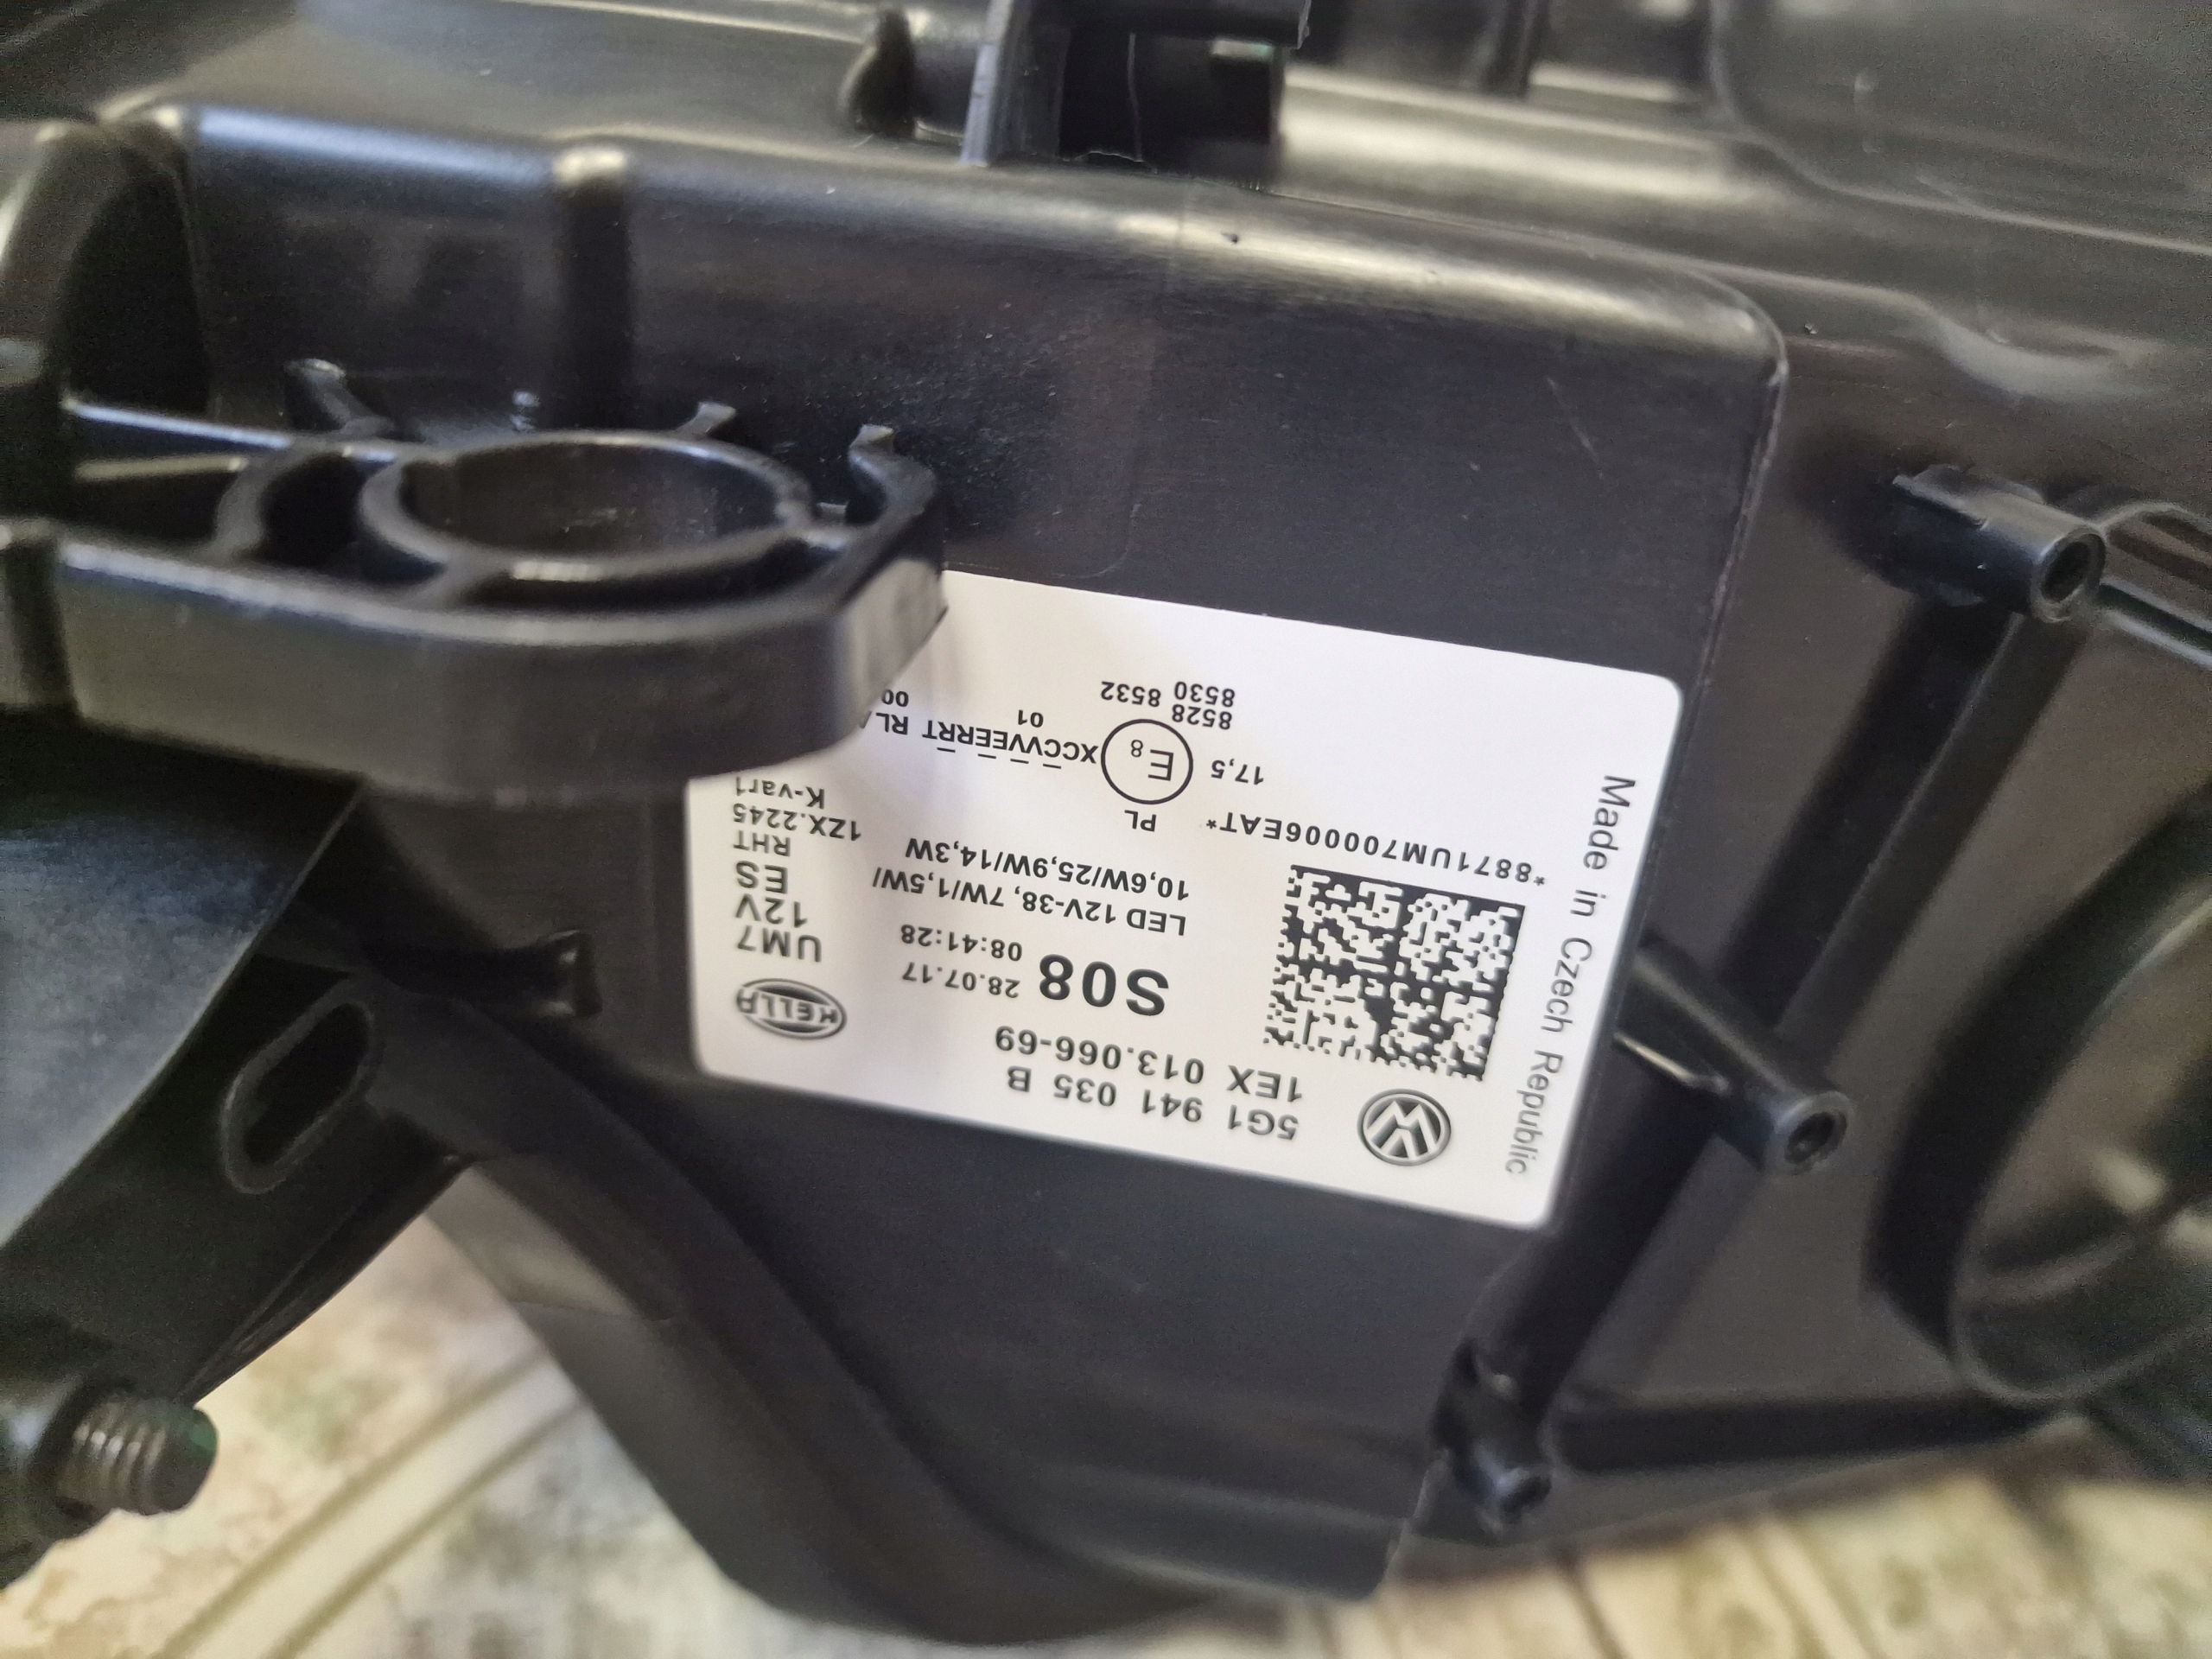 5G1 941 035 B
1EX 013.066-69
HELLA
S08
28.07.17
08:41:28
UM7
12V
ES
RHT
1ZX.2245
K-var1
LED 12V-38, 7W/1,5W/
10,6W/25,9W/14,3W
*8871UM700006EAT*
PL
17,5
E8
XCCVVEERRT RL
01
00
8528 8532
8530
Made in Czech Republic